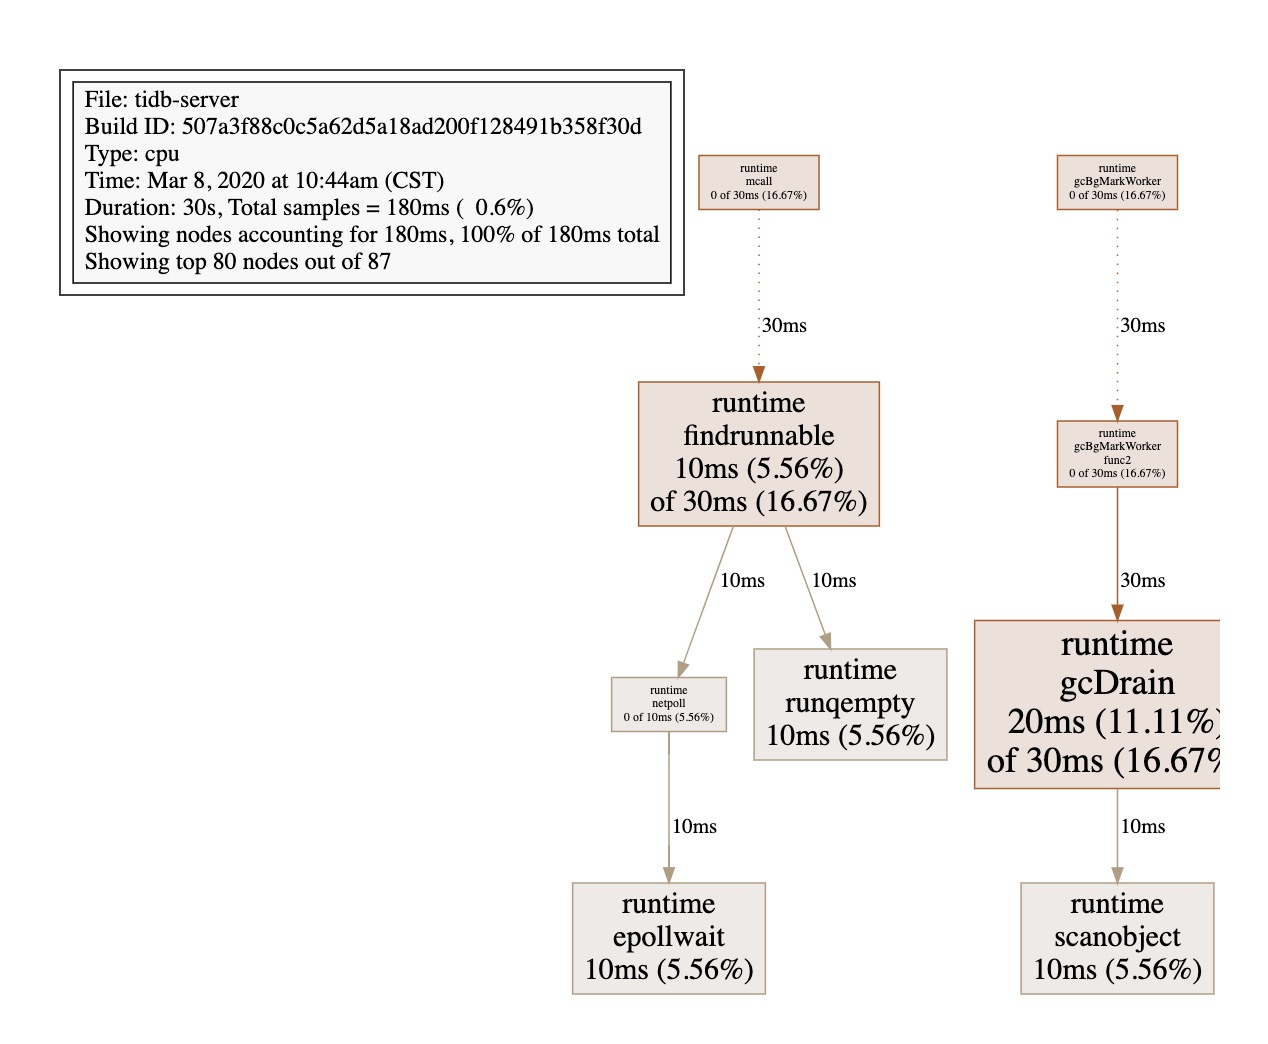 File: tidb-server
Build ID: 507a3f88c0c5a62d5a18ad200f128491b358f30d
Type: cpu
Time: Mar 8, 2020 at 10:44am (CST)
Duration: 30s, Total samples = 180ms ( 0.6%)
Showing nodes accounting for 180ms, 100% of 180ms total
Showing top 80 nodes out of 87
runtime
mcall
0 of 30ms (16.67%)
30ms
runtime
findrunnable
10ms (5.56%)
of 30ms (16.67%)
10ms
10ms
runtime
netpoll
0 of 10ms (5.56%)
runtime
runqempty
10ms (5.56%)
10ms
runtime
epollwait
10ms (5.56%)
runtime
gcBgMarkWorker
0 of 30ms (16.67%)
30ms
runtime
gcBgMarkWorker
func2
0 of 30ms (16.67%)
30ms
runtime
gcDrain
20ms (11.11%)
of 30ms (16.67%
10ms
runtime
scanobject
10ms (5.56%)